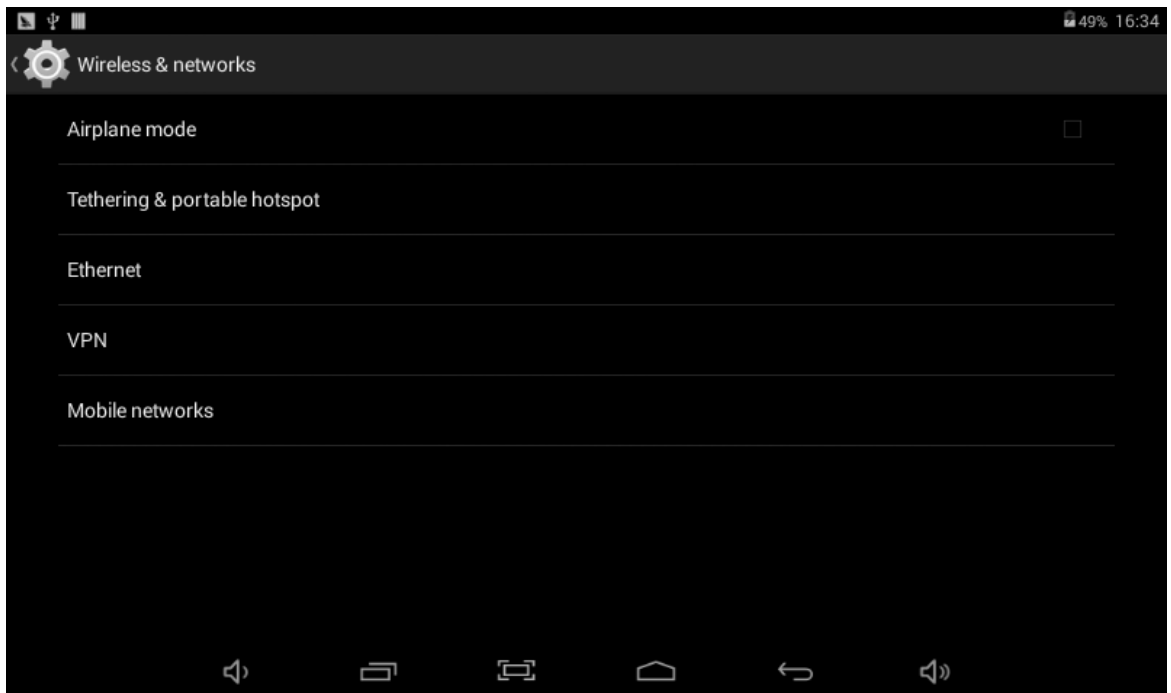 49% 16:34
Wireless & networks
Airplane mode
Tethering & portable hotspot
Ethernet
VPN
Mobile networks